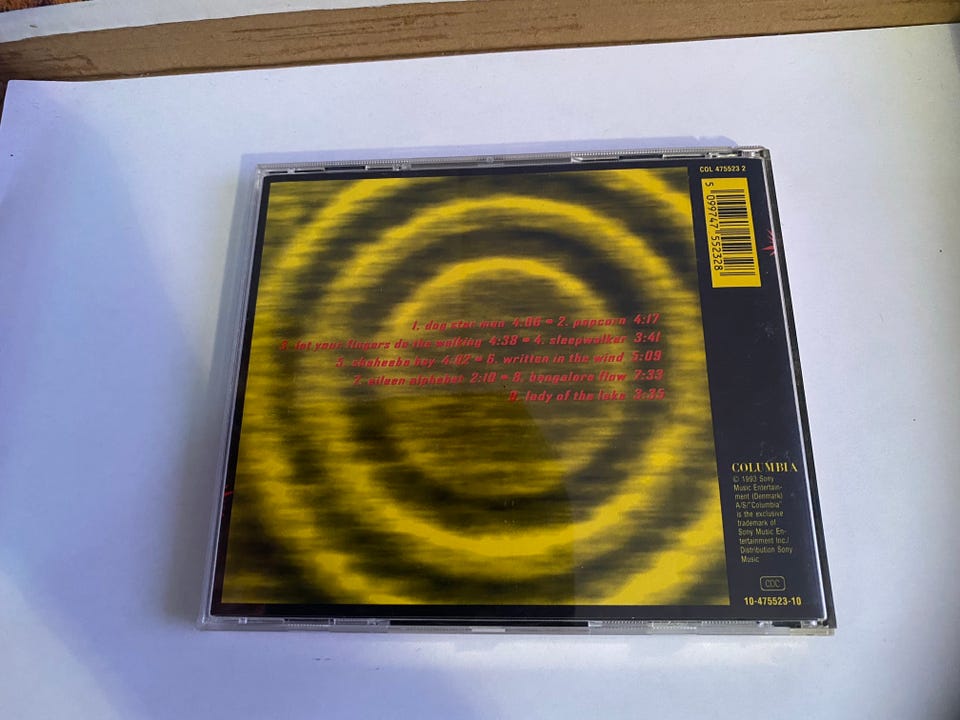 COL 475523 2
5 099747 552328
1. dog star man 4:06 = 2. popcorn 4:17
3. let your fingers do the walking 4:38 = 4. sleepwalker 3:41
5. chaheeba bay 4:02 = 6. written in the wind 5:09
7. aileen alphabet 2:10 = 8. bangalore flow 7:33
9. lady of the lake 3:35
COLUMBIA
© 1993 Sony
Music Entertain-
ment (Denmark)
A/S/"Columbia"
is the exclusive
trademark of
Sony Music En-
tertainment Inc./
Distribution Sony
Music
CDC
10-475523-10